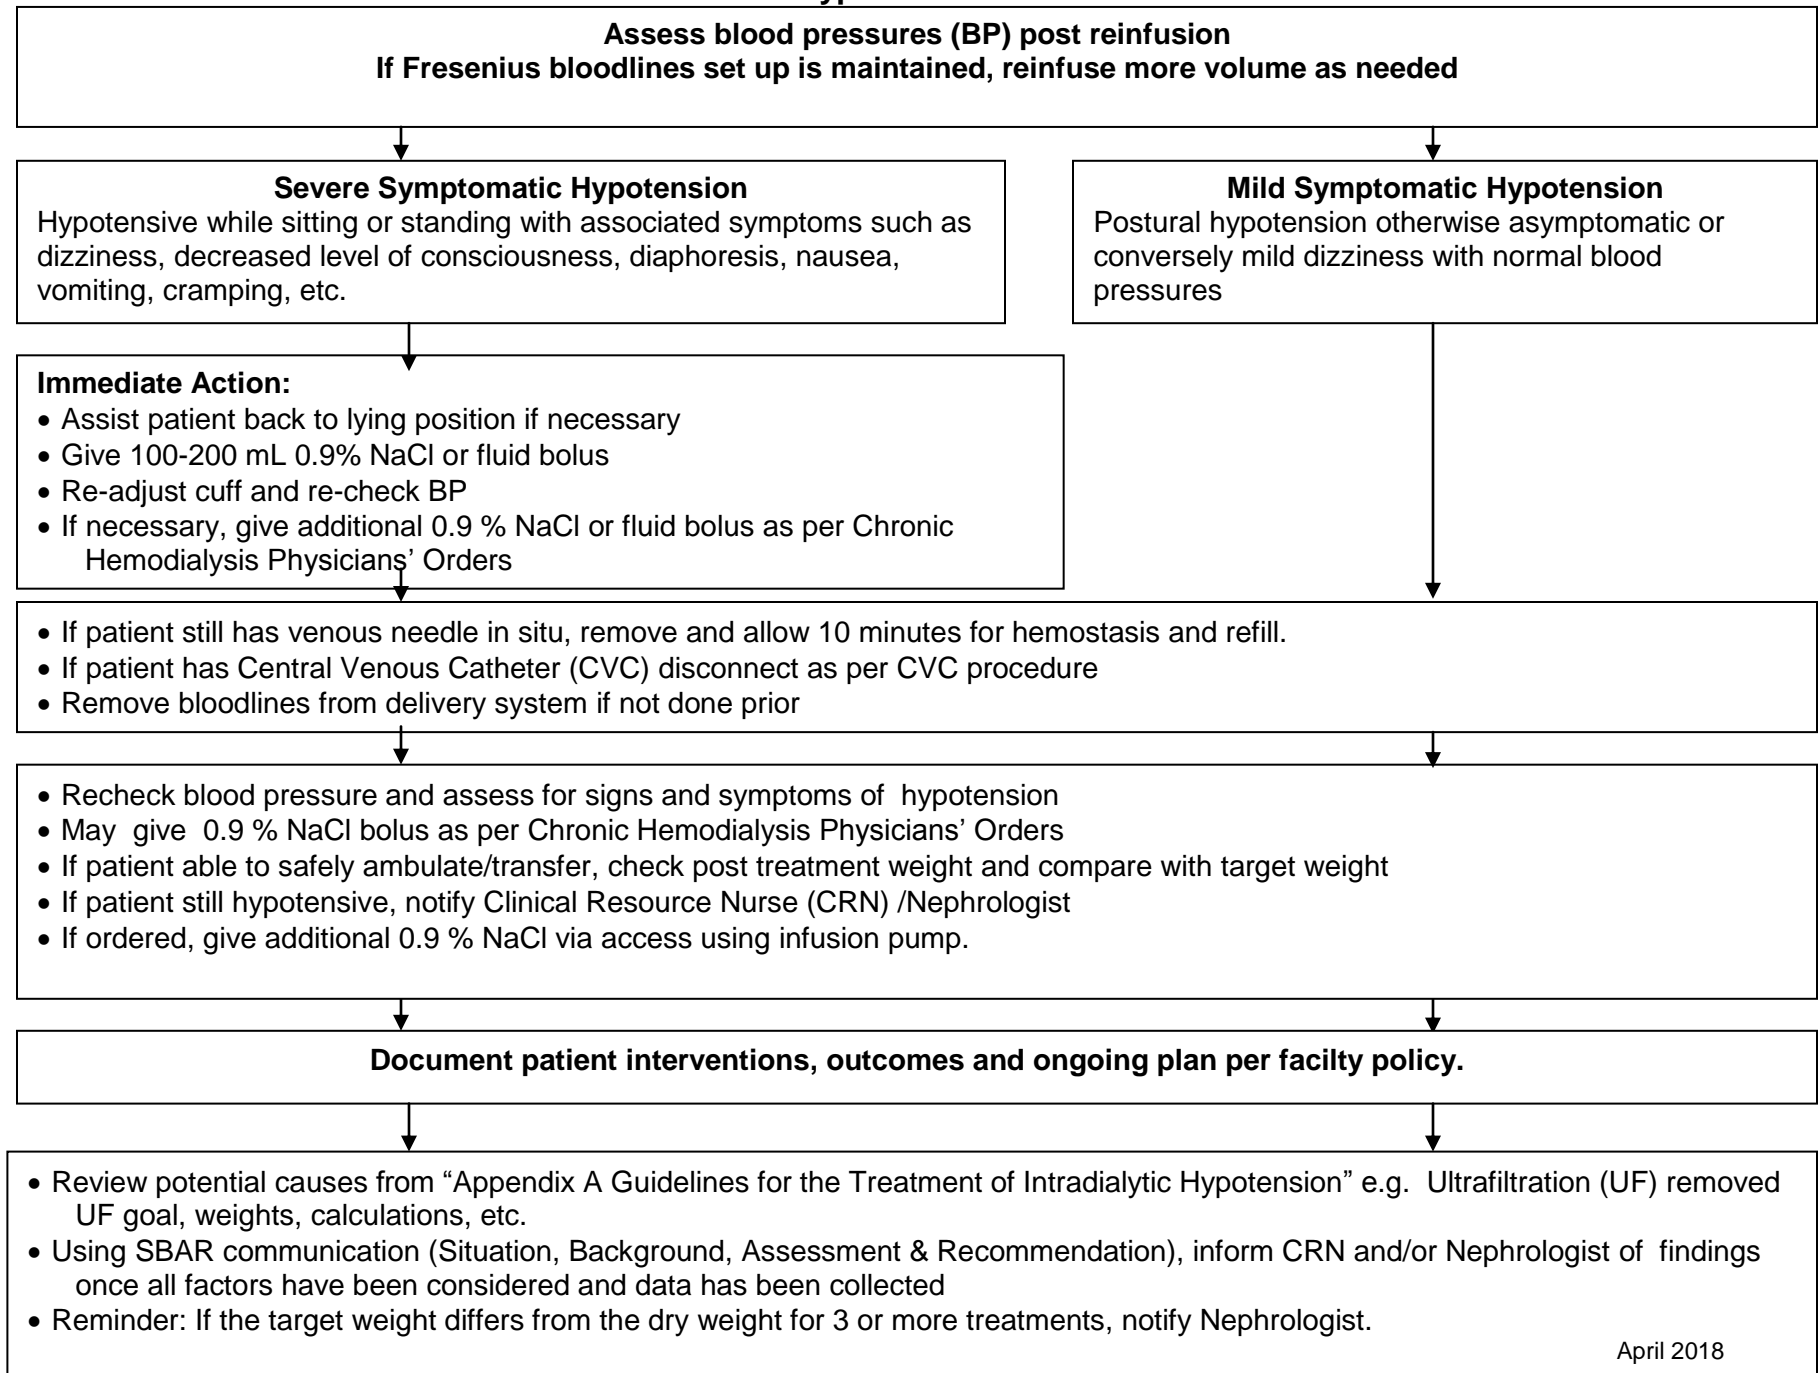 Assess blood pressures (BP) post reinfusion
If Fresenius bloodlines set up is maintained, reinfuse more volume as needed
Severe Symptomatic Hypotension
Hypotensive while sitting or standing with associated symptoms such as
dizziness, decreased level of consciousness, diaphoresis, nausea,
vomiting, cramping, etc.
Mild Symptomatic Hypotension
Postural hypotension otherwise asymptomatic or
conversely mild dizziness with normal blood
pressures
Immediate Action:
• Assist patient back to lying position if necessary
• Give 100-200 mL 0.9% NaCl or fluid bolus
• Re-adjust cuff and re-check BP
• If necessary, give additional 0.9 % NaCl or fluid bolus as per Chronic
Hemodialysis Physicians’ Orders
• If patient still has venous needle in situ, remove and allow 10 minutes for hemostasis and refill.
• If patient has Central Venous Catheter (CVC) disconnect as per CVC procedure
• Remove bloodlines from delivery system if not done prior
• Recheck blood pressure and assess for signs and symptoms of hypotension
• May give 0.9 % NaCl bolus as per Chronic Hemodialysis Physicians’ Orders
• If patient able to safely ambulate/transfer, check post treatment weight and compare with target weight
• If patient still hypotensive, notify Clinical Resource Nurse (CRN) /Nephrologist
• If ordered, give additional 0.9 % NaCl via access using infusion pump.
Document patient interventions, outcomes and ongoing plan per facilty policy.
• Review potential causes from “Appendix A Guidelines for the Treatment of Intradialytic Hypotension” e.g. Ultrafiltration (UF) removed
UF goal, weights, calculations, etc.
• Using SBAR communication (Situation, Background, Assessment & Recommendation), inform CRN and/or Nephrologist of findings
once all factors have been considered and data has been collected
• Reminder: If the target weight differs from the dry weight for 3 or more treatments, notify Nephrologist.
April 2018